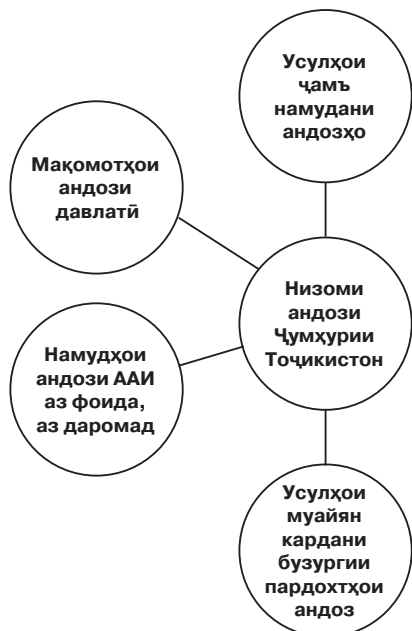 Усулҳои
ҷамъ
намудани
андозҳо
Мақомотҳои
андози
давлатӣ
Низоми
андози
Ҷумҳурии
Тоҷикистон
Намудҳои
андози ААИ
аз фоида,
аз даромад
Усулҳои
муайян
кардани
бузургии
пардохтҳои
андоз